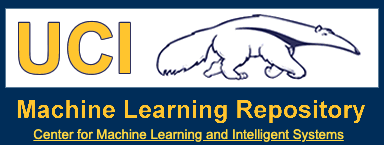 UCI
Machine Learning Repository
Center for Machine Learning and Intelligent Systems